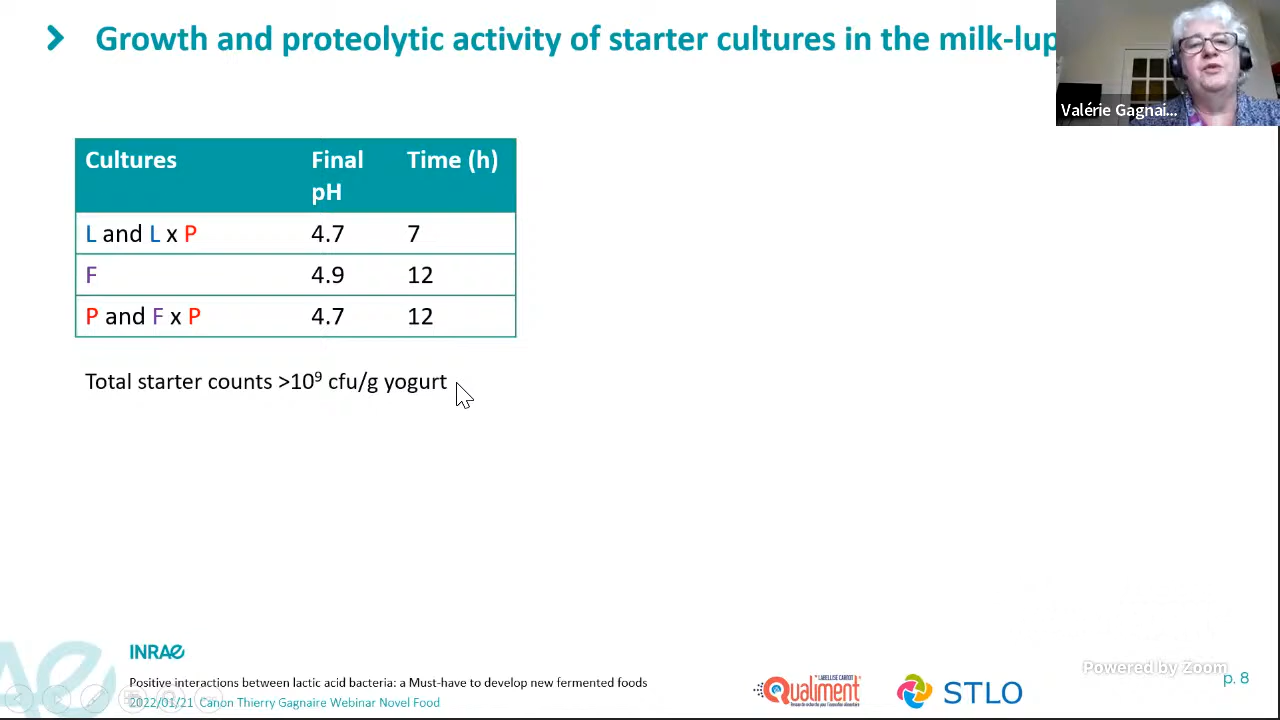 Growth and proteolytic activity of starter cultures in the milk-lup
Valérie Gagnai...
Cultures Final pH Time (h)
L and L x P 4.7 7
F 4.9 12
P and F x P 4.7 12
Total starter counts >10⁹ cfu/g yogurt
INRAE
Positive interactions between lactic acid bacteria: a Must-have to develop new fermented foods
2022/01/21 Canon Thierry Gagnaire Webinar Novel Food
Qualiment
STLO
Powered by Zoom
p. 8